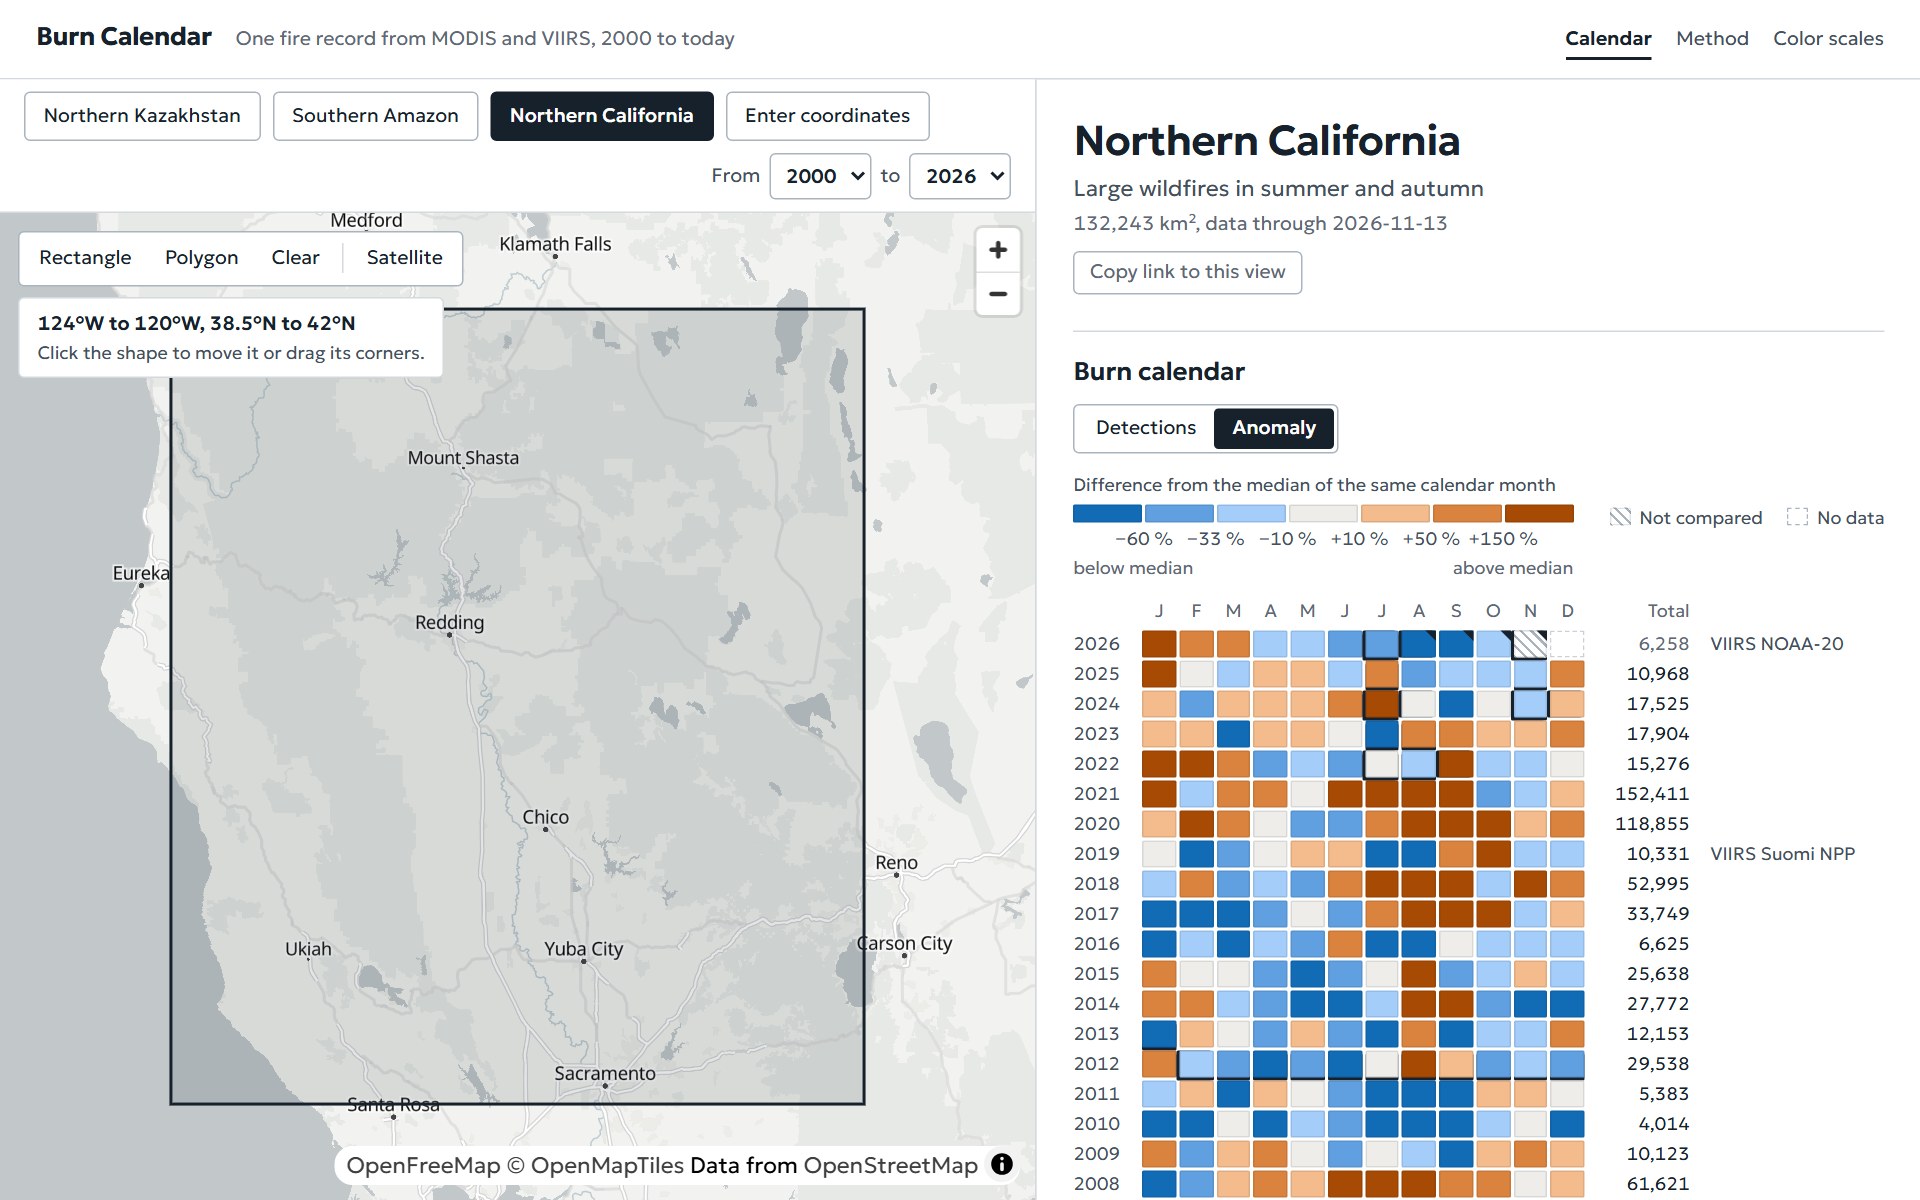 Burn Calendar One fire record from MODIS and VIIRS, 2000 to today
Calendar Method Color scales
Northern Kazakhstan Southern Amazon Northern California Enter coordinates
From 2000 to 2026
Medford
Klamath Falls
Rectangle Polygon Clear Satellite
+
−
124°W to 120°W, 38.5°N to 42°N
Click the shape to move it or drag its corners.
Mount Shasta
Eureka
Redding
Chico
Reno
Ukiah
Yuba City
Carson City
Sacramento
Santa Rosa
OpenFreeMap © OpenMapTiles Data from OpenStreetMap
Northern California
Large wildfires in summer and autumn
132,243 km², data through 2026-11-13
Copy link to this view
Burn calendar
Detections Anomaly
Difference from the median of the same calendar month
Not compared No data
−60 % −33 % −10 % +10 % +50 % +150 %
below median above median
J F M A M J J A S O N D Total
2026 6,258 VIIRS NOAA-20
2025 10,968
2024 17,525
2023 17,904
2022 15,276
2021 152,411
2020 118,855
2019 10,331 VIIRS Suomi NPP
2018 52,995
2017 33,749
2016 6,625
2015 25,638
2014 27,772
2013 12,153
2012 29,538
2011 5,383
2010 4,014
2009 10,123
2008 61,621